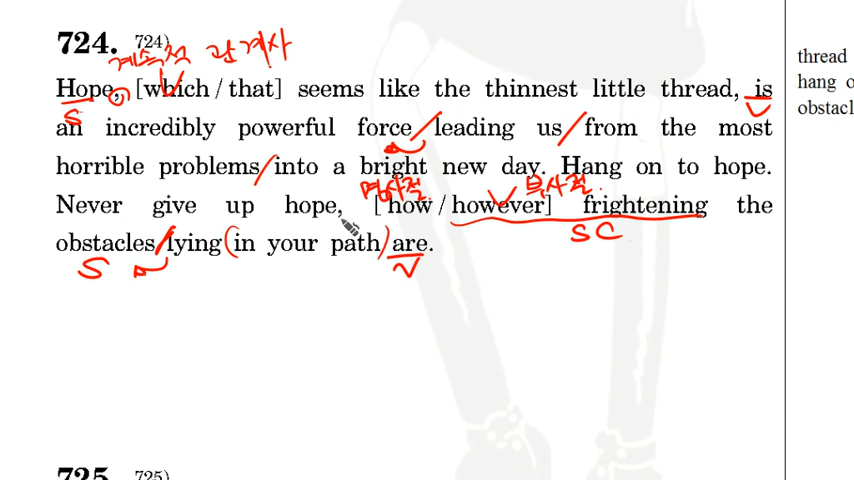 724. 724)
계속적 관계사
Hope, [which / that] seems like the thinnest little thread, is
S V
an incredibly powerful force leading us from the most
horrible problems into a bright new day. Hang on to hope.
명사절 부사절
Never give up hope, [how / however] frightening the
SC
obstacles lying in your path are.
S V
725. 725)
thread
hang o
obstacl